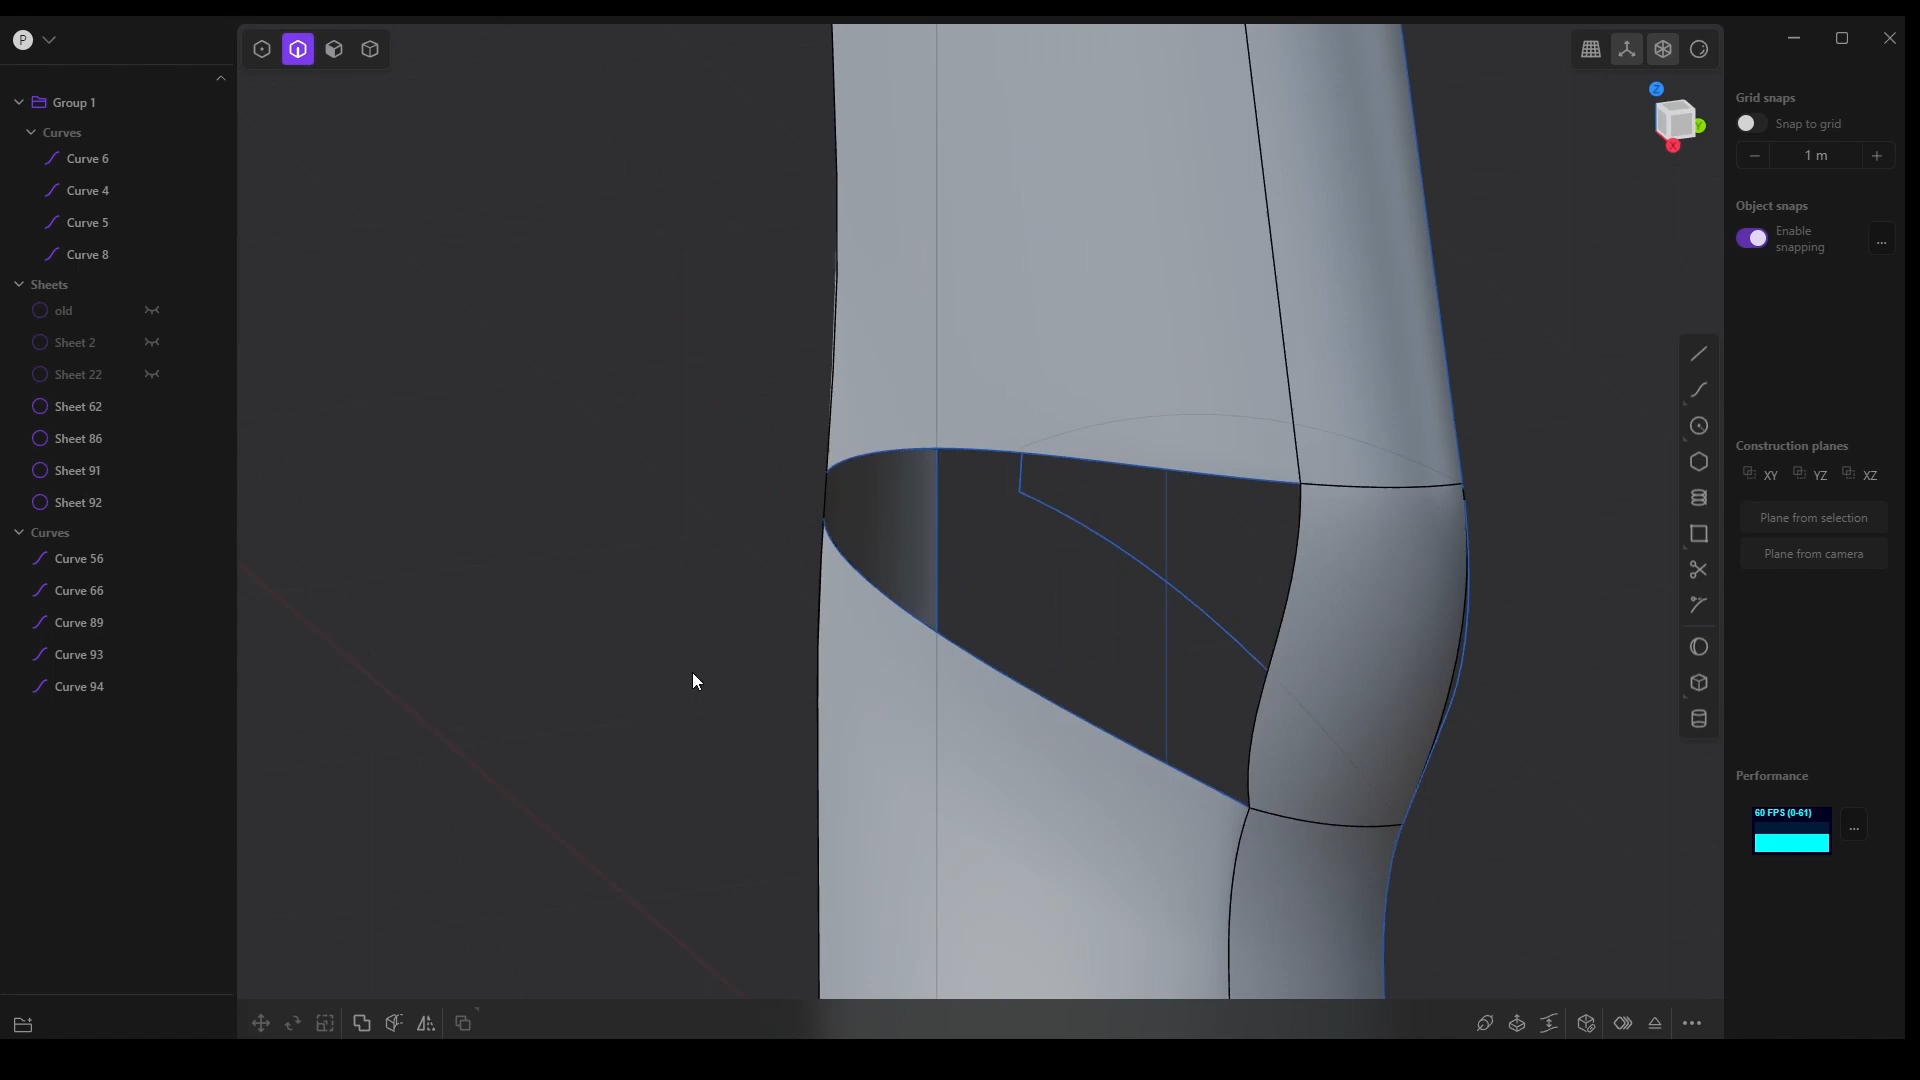 P
Group 1
Curves
Curve 6
Curve 4
Curve 5
Curve 8
Sheets
old
Sheet 2
Sheet 22
Sheet 62
Sheet 86
Sheet 91
Sheet 92
Curves
Curve 56
Curve 66
Curve 89
Curve 93
Curve 94
Z
Y
X
Grid snaps
Snap to grid
1 m
Object snaps
Enable
snapping
...
Construction planes
XY YZ XZ
Plane from selection
Plane from camera
Performance
60 FPS (0-61)
...